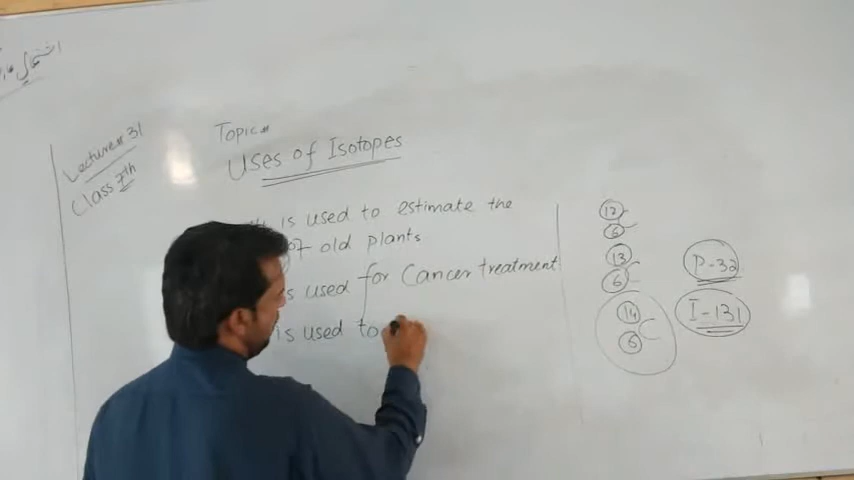 Lecture# 31
Class 7th
Topic#
Uses of Isotopes
is used to estimate the
of old plants
is used for Cancer treatment
is used to
12
6
13
6
14
C
6
P-32
I-131